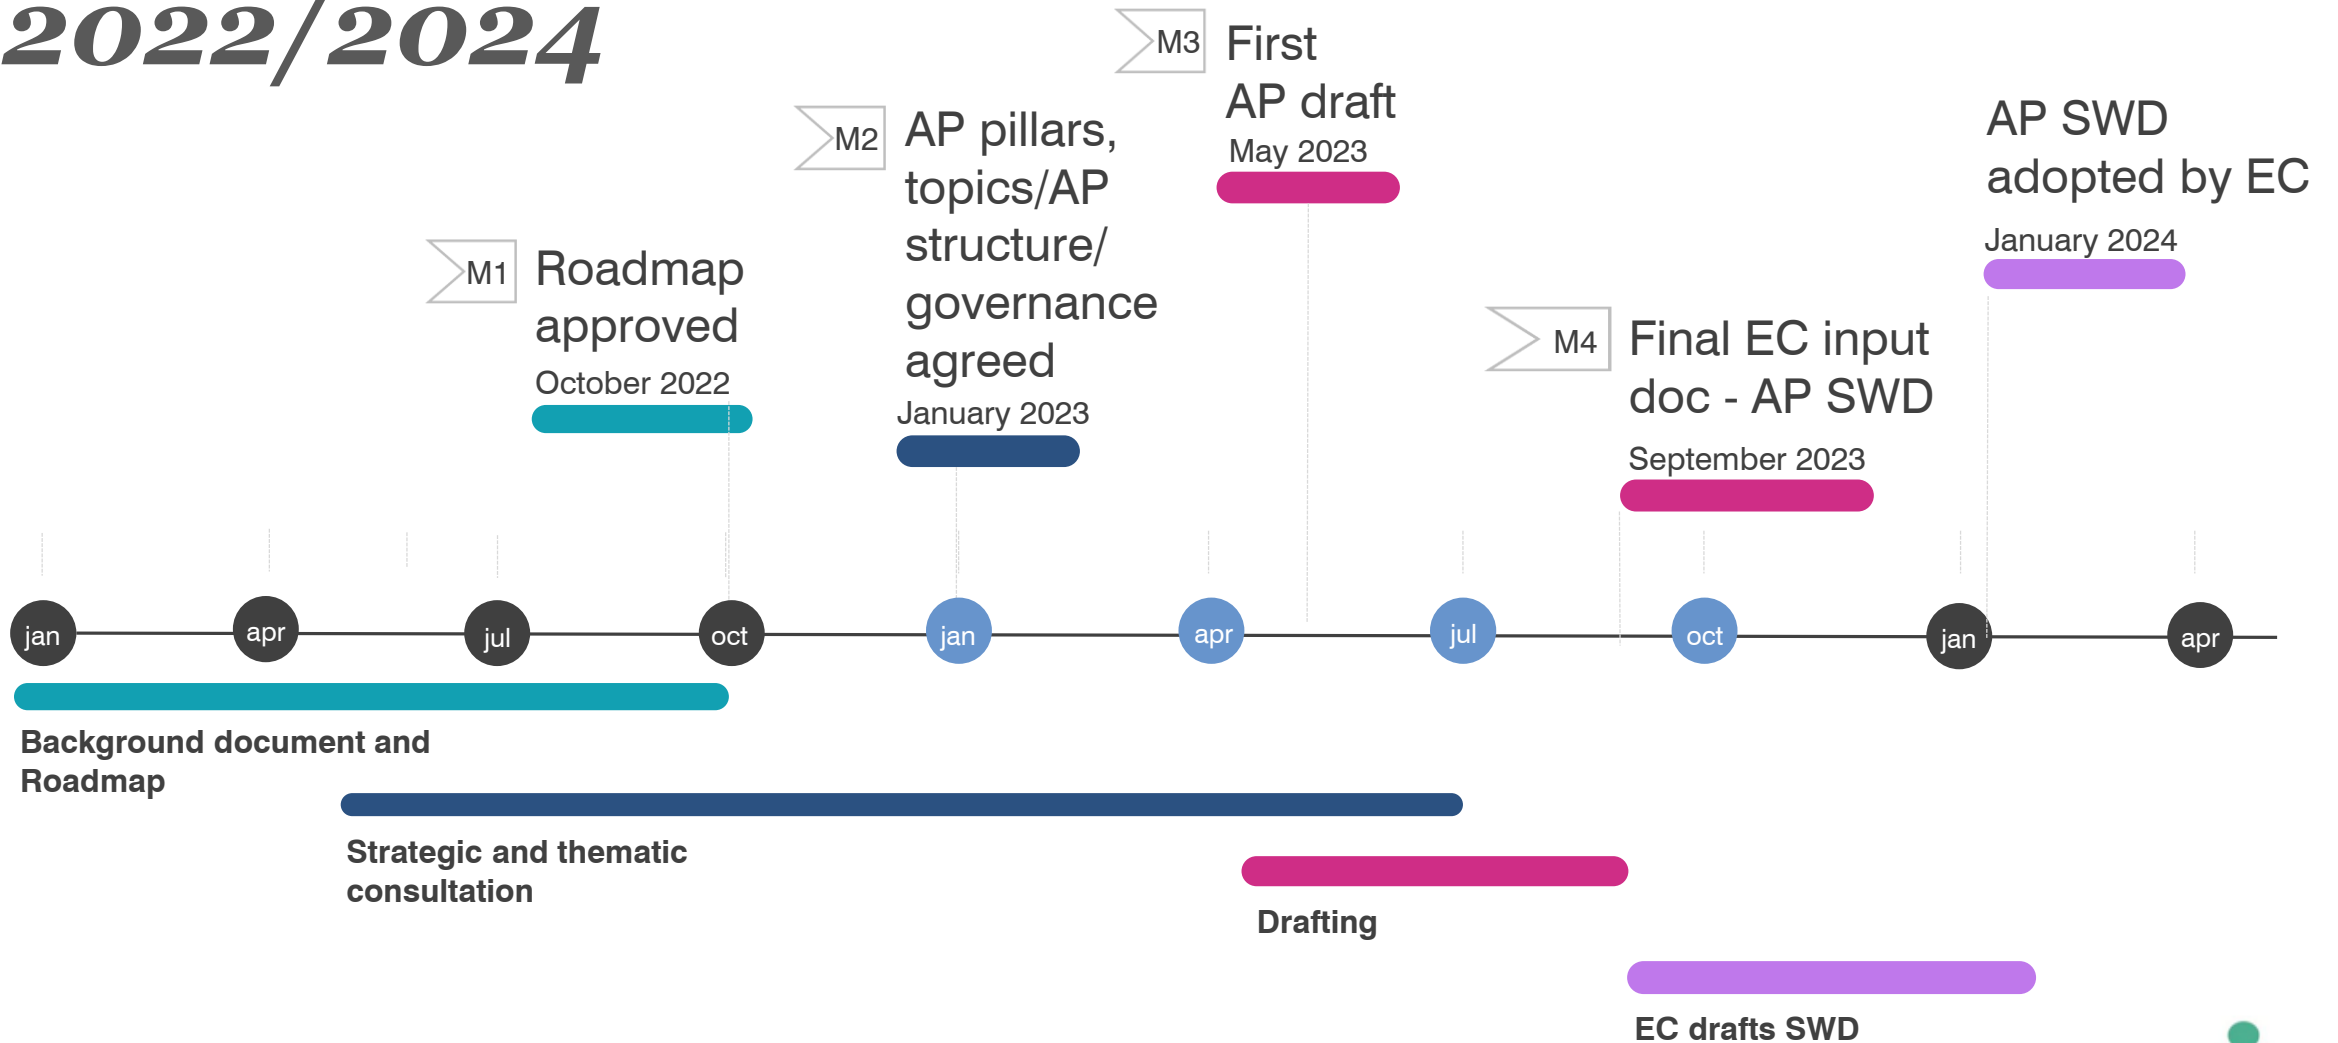 2022/2024
M3
First
AP draft
May 2023
M2
AP pillars,
topics/AP
structure/
governance
agreed
January 2023
AP SWD
adopted by EC
January 2024
M1
Roadmap
approved
October 2022
M4
Final EC input
doc - AP SWD
September 2023
jan
apr
jul
oct
jan
apr
jul
oct
jan
apr
Background document and
Roadmap
Strategic and thematic
consultation
Drafting
EC drafts SWD